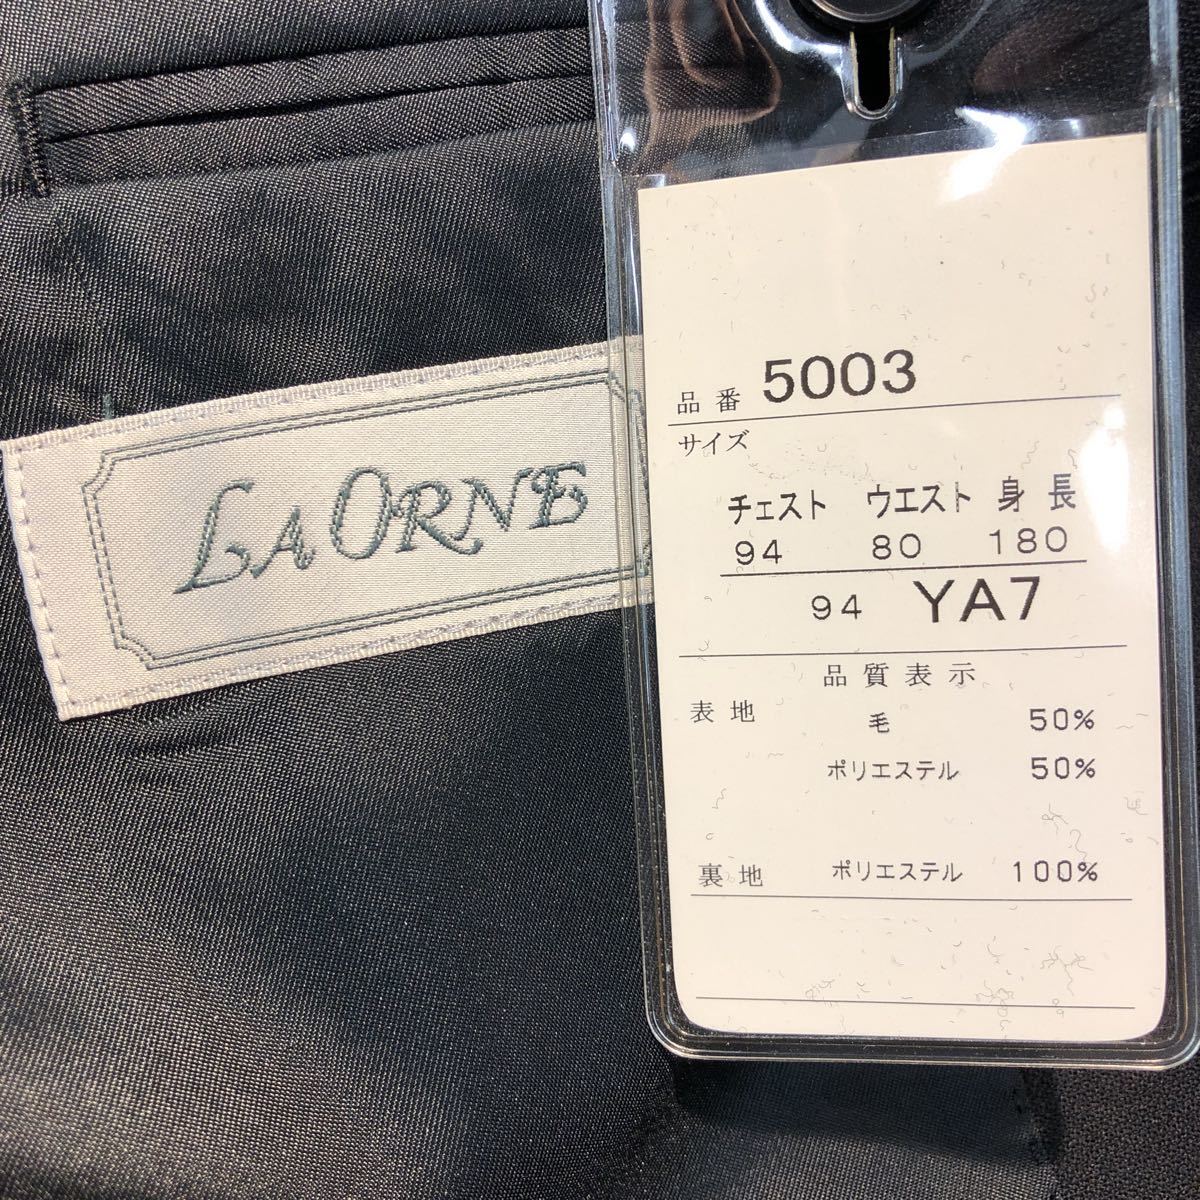 LA ORNE
品番 5003
サイズ
チェスト ウエスト 身長
94 80 180
94 YA7
品質表示
表地 毛 50%
ポリエステル 50%
裏地 ポリエステル 100%